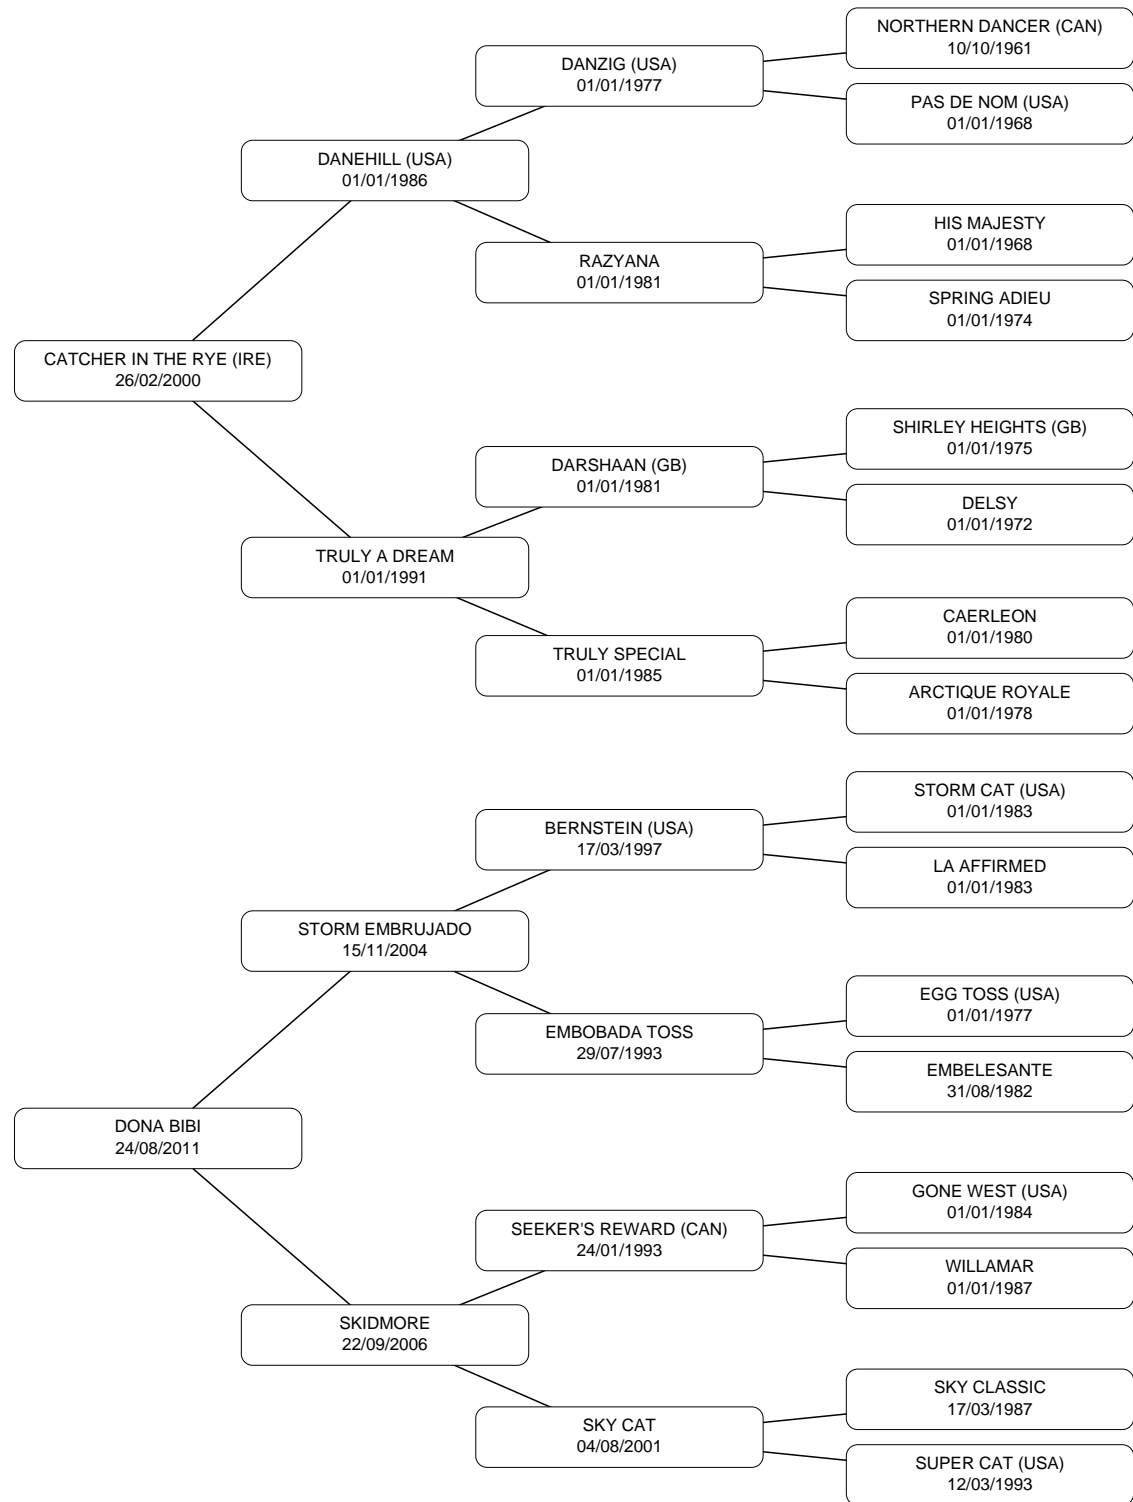 NORTHERN DANCER (CAN)
10/10/1961
DANZIG (USA)
01/01/1977
PAS DE NOM (USA)
01/01/1968
DANEHILL (USA)
01/01/1986
HIS MAJESTY
01/01/1968
RAZYANA
01/01/1981
SPRING ADIEU
01/01/1974
CATCHER IN THE RYE (IRE)
26/02/2000
SHIRLEY HEIGHTS (GB)
01/01/1975
DARSHAAN (GB)
01/01/1981
DELSY
01/01/1972
TRULY A DREAM
01/01/1991
CAERLEON
01/01/1980
TRULY SPECIAL
01/01/1985
ARCTIQUE ROYALE
01/01/1978
STORM CAT (USA)
01/01/1983
BERNSTEIN (USA)
17/03/1997
LA AFFIRMED
01/01/1983
STORM EMBRUJADO
15/11/2004
EGG TOSS (USA)
01/01/1977
EMBOBADA TOSS
29/07/1993
EMBELESANTE
31/08/1982
DONA BIBI
24/08/2011
GONE WEST (USA)
01/01/1984
SEEKER'S REWARD (CAN)
24/01/1993
WILLAMAR
01/01/1987
SKIDMORE
22/09/2006
SKY CLASSIC
17/03/1987
SKY CAT
04/08/2001
SUPER CAT (USA)
12/03/1993